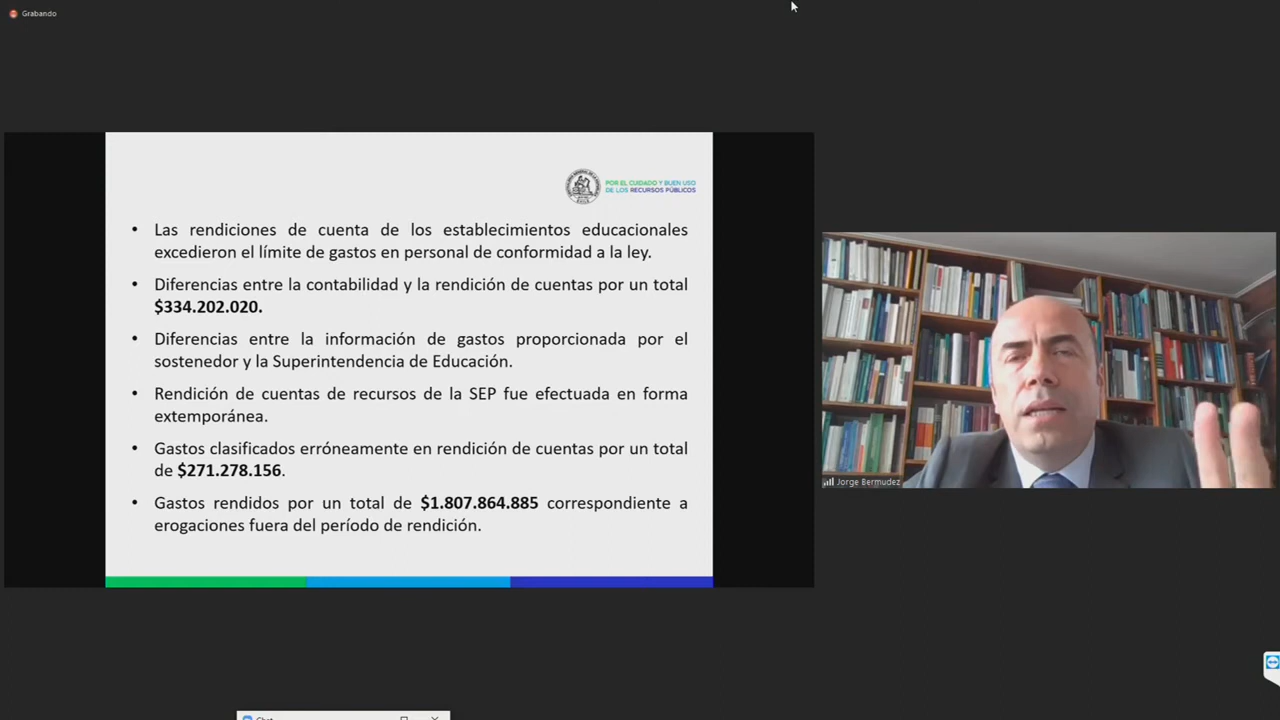 Grabando
POR EL CUIDADO Y BUEN USO
DE LOS RECURSOS PÚBLICOS
• Las rendiciones de cuenta de los establecimientos educacionales
excedieron el límite de gastos en personal de conformidad a la ley.
• Diferencias entre la contabilidad y la rendición de cuentas por un total
$334.202.020.
• Diferencias entre la información de gastos proporcionada por el
sostenedor y la Superintendencia de Educación.
• Rendición de cuentas de recursos de la SEP fue efectuada en forma
extemporánea.
• Gastos clasificados erróneamente en rendición de cuentas por un total
de $271.278.156.
• Gastos rendidos por un total de $1.807.864.885 correspondiente a
erogaciones fuera del período de rendición.
Jorge Bermudez
Chat